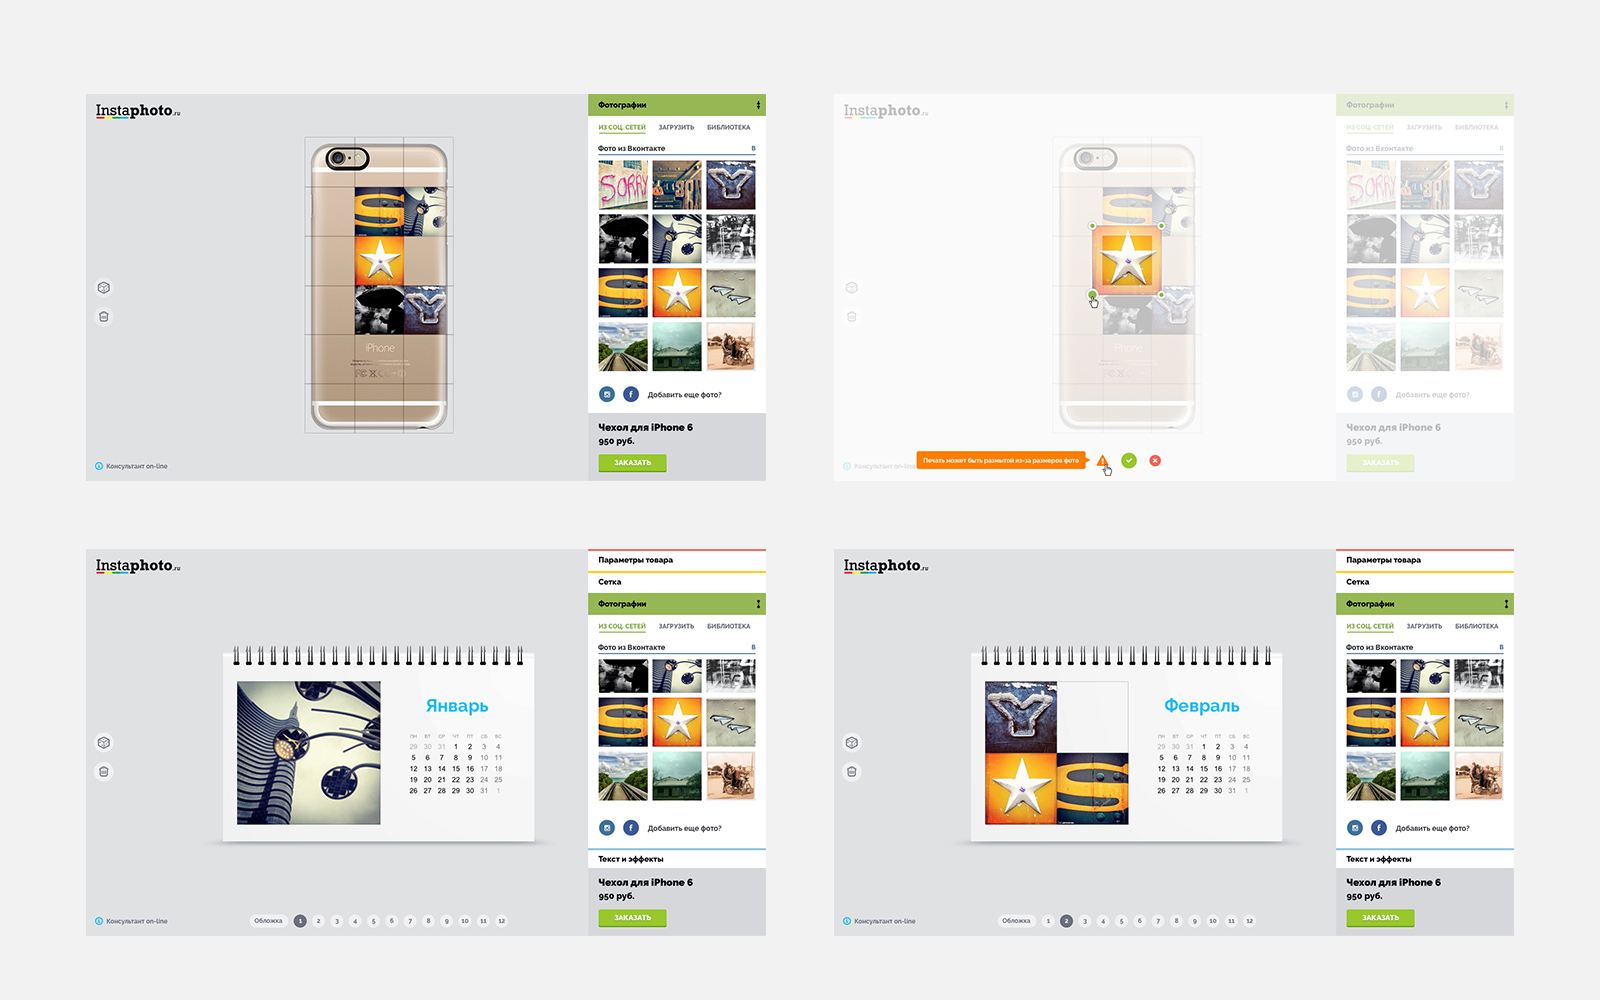 Instaphoto.ru
Фотографии
ИЗ СОЦ. СЕТЕЙ ЗАГРУЗИТЬ БИБЛИОТЕКА
Фото из Вконтакте B
SORRY
iPhone
Добавить еще фото?
Чехол для iPhone 6
950 руб.
ЗАКАЗАТЬ
Консультант on-line
Instaphoto.ru
Фотографии
ИЗ СОЦ. СЕТЕЙ ЗАГРУЗИТЬ БИБЛИОТЕКА
Фото из Вконтакте B
SORRY
iPhone
Добавить еще фото?
Чехол для iPhone 6
950 руб.
ЗАКАЗАТЬ
Консультант on-line
Печать может быть размытой из-за размеров фото
Instaphoto.ru
Параметры товара
Сетка
Фотографии
ИЗ СОЦ. СЕТЕЙ ЗАГРУЗИТЬ БИБЛИОТЕКА
Фото из Вконтакте B
Январь
ПН ВТ СР ЧТ ПТ СБ ВС
29 30 31 1 2 3 4
5 6 7 8 9 10 11
12 13 14 15 16 17 18
19 20 21 22 23 24 25
26 27 28 29 30 31 1
Добавить еще фото?
Текст и эффекты
Чехол для iPhone 6
950 руб.
ЗАКАЗАТЬ
Консультант on-line
Обложка 1 2 3 4 5 6 7 8 9 10 11 12
Instaphoto.ru
Параметры товара
Сетка
Фотографии
ИЗ СОЦ. СЕТЕЙ ЗАГРУЗИТЬ БИБЛИОТЕКА
Фото из Вконтакте B
Февраль
ПН ВТ СР ЧТ ПТ СБ ВС
29 30 31 1 2 3 4
5 6 7 8 9 10 11
12 13 14 15 16 17 18
19 20 21 22 23 24 25
26 27 28 29 30 31 1
Добавить еще фото?
Текст и эффекты
Чехол для iPhone 6
950 руб.
ЗАКАЗАТЬ
Консультант on-line
Обложка 1 2 3 4 5 6 7 8 9 10 11 12